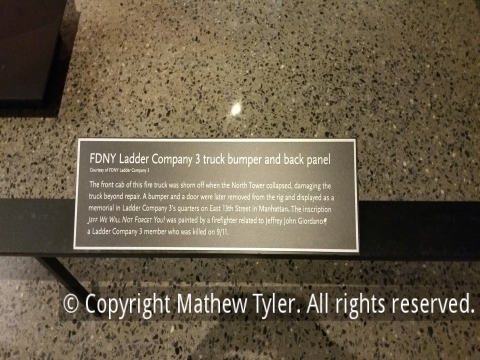 FDNY Ladder Company 3 truck bumper and back panel
Courtesy of FDNY Ladder Company 3
The front cab of this fire truck was shorn off when the North Tower collapsed, damaging the
truck beyond repair. A bumper and a door were later removed from the rig and displayed as a
memorial in Ladder Company 3's quarters on East 13th Street in Manhattan. The inscription
Jeff We Will Not Forget You! was painted by a firefighter related to Jeffrey John Giordano,
a Ladder Company 3 member who was killed on 9/11.
© Copyright Mathew Tyler. All rights reserved.